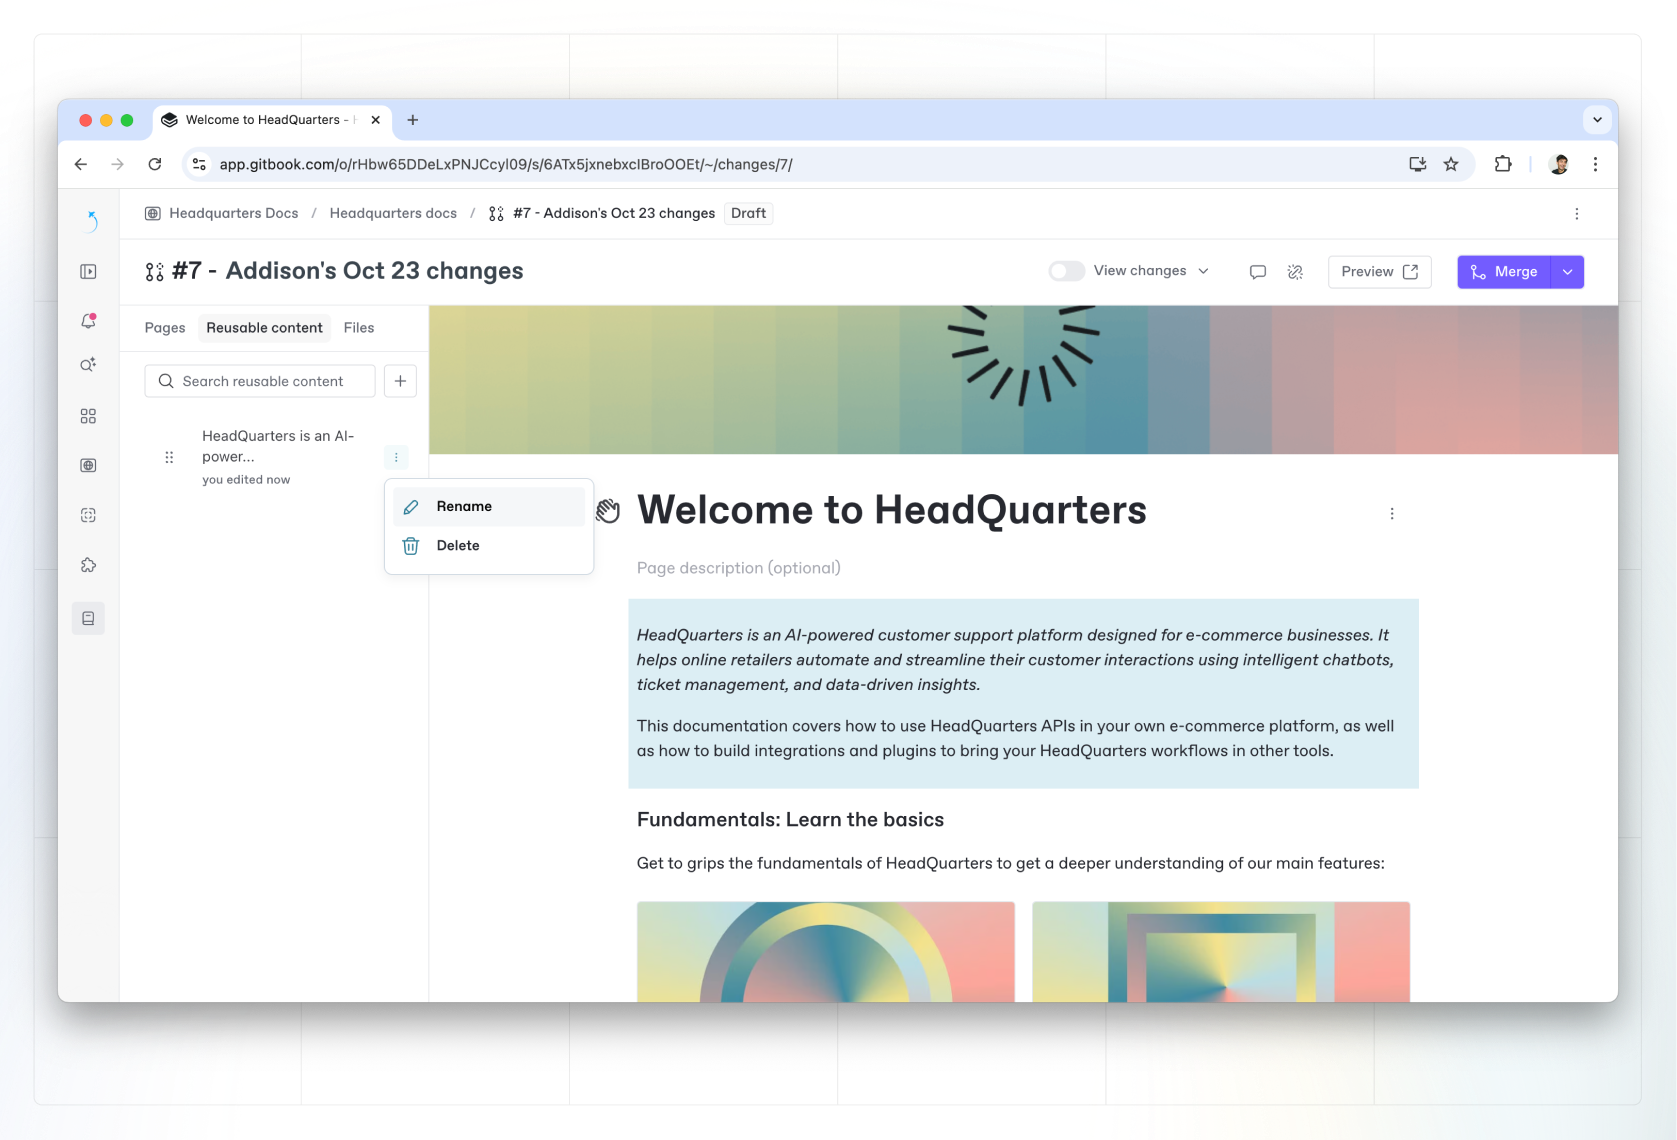 Welcome to HeadQuarters -
app.gitbook.com/o/rHbw65DDeLxPNJCcyl09/s/6ATx5jxnebxcIBroOOEt/~/changes/7/
Headquarters Docs / Headquarters docs / #7 - Addison's Oct 23 changes Draft
#7 - Addison's Oct 23 changes
View changes
Preview
Merge
Pages Reusable content Files
Search reusable content
HeadQuarters is an AI-
power...
you edited now
Rename
Delete
Welcome to HeadQuarters
Page description (optional)
HeadQuarters is an AI-powered customer support platform designed for e-commerce businesses. It
helps online retailers automate and streamline their customer interactions using intelligent chatbots,
ticket management, and data-driven insights.
This documentation covers how to use HeadQuarters APIs in your own e-commerce platform, as well
as how to build integrations and plugins to bring your HeadQuarters workflows in other tools.
Fundamentals: Learn the basics
Get to grips the fundamentals of HeadQuarters to get a deeper understanding of our main features: